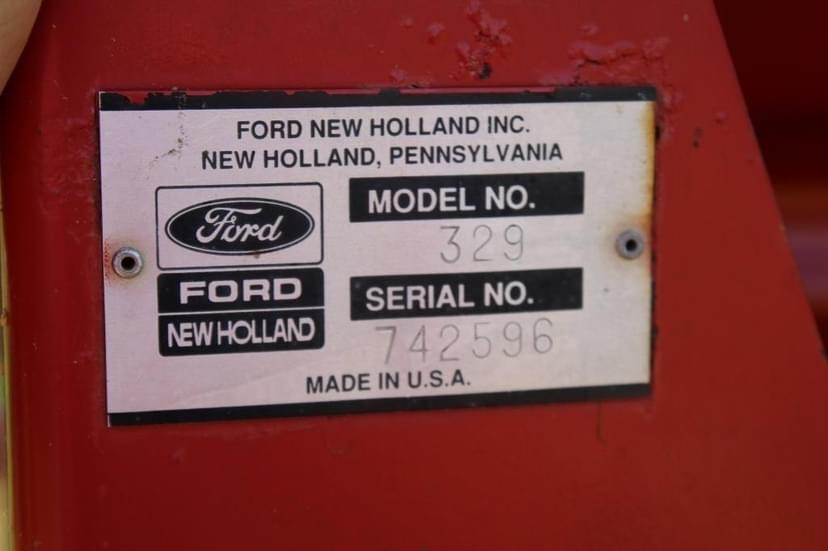 FORD NEW HOLLAND INC.
NEW HOLLAND, PENNSYLVANIA
Ford
FORD
NEW HOLLAND
MODEL NO.
329
SERIAL NO.
742596
MADE IN U.S.A.